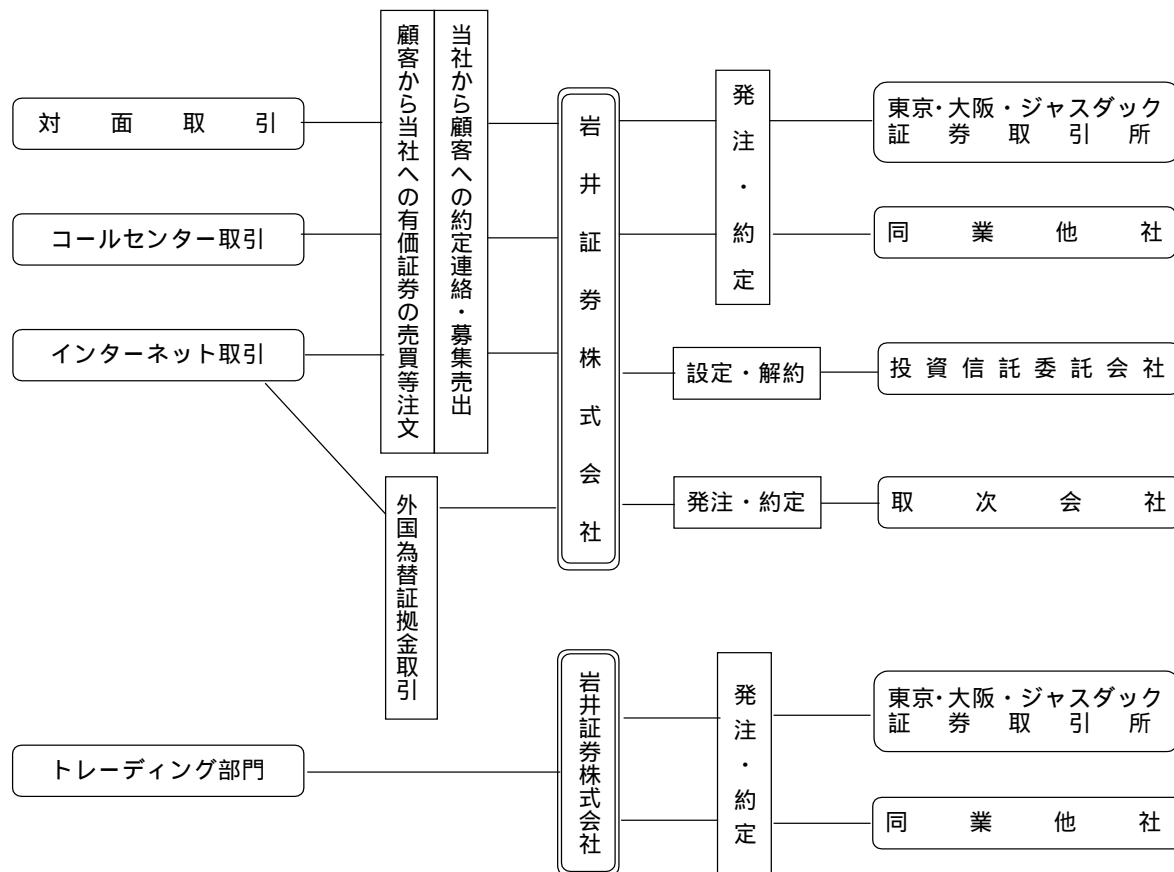 対面取引
コールセンター取引
インターネット取引
顧客から当社への有価証券の売買等注文
当社から顧客への約定連絡・募集売出
外国為替証拠金取引
岩井証券株式会社
発注・約定
東京・大阪・ジャスダック
証券取引所
同業他社
設定・解約
投資信託委託会社
発注・約定
取次会社
トレーディング部門
岩井証券株式会社
発注・約定
東京・大阪・ジャスダック
証券取引所
同業他社